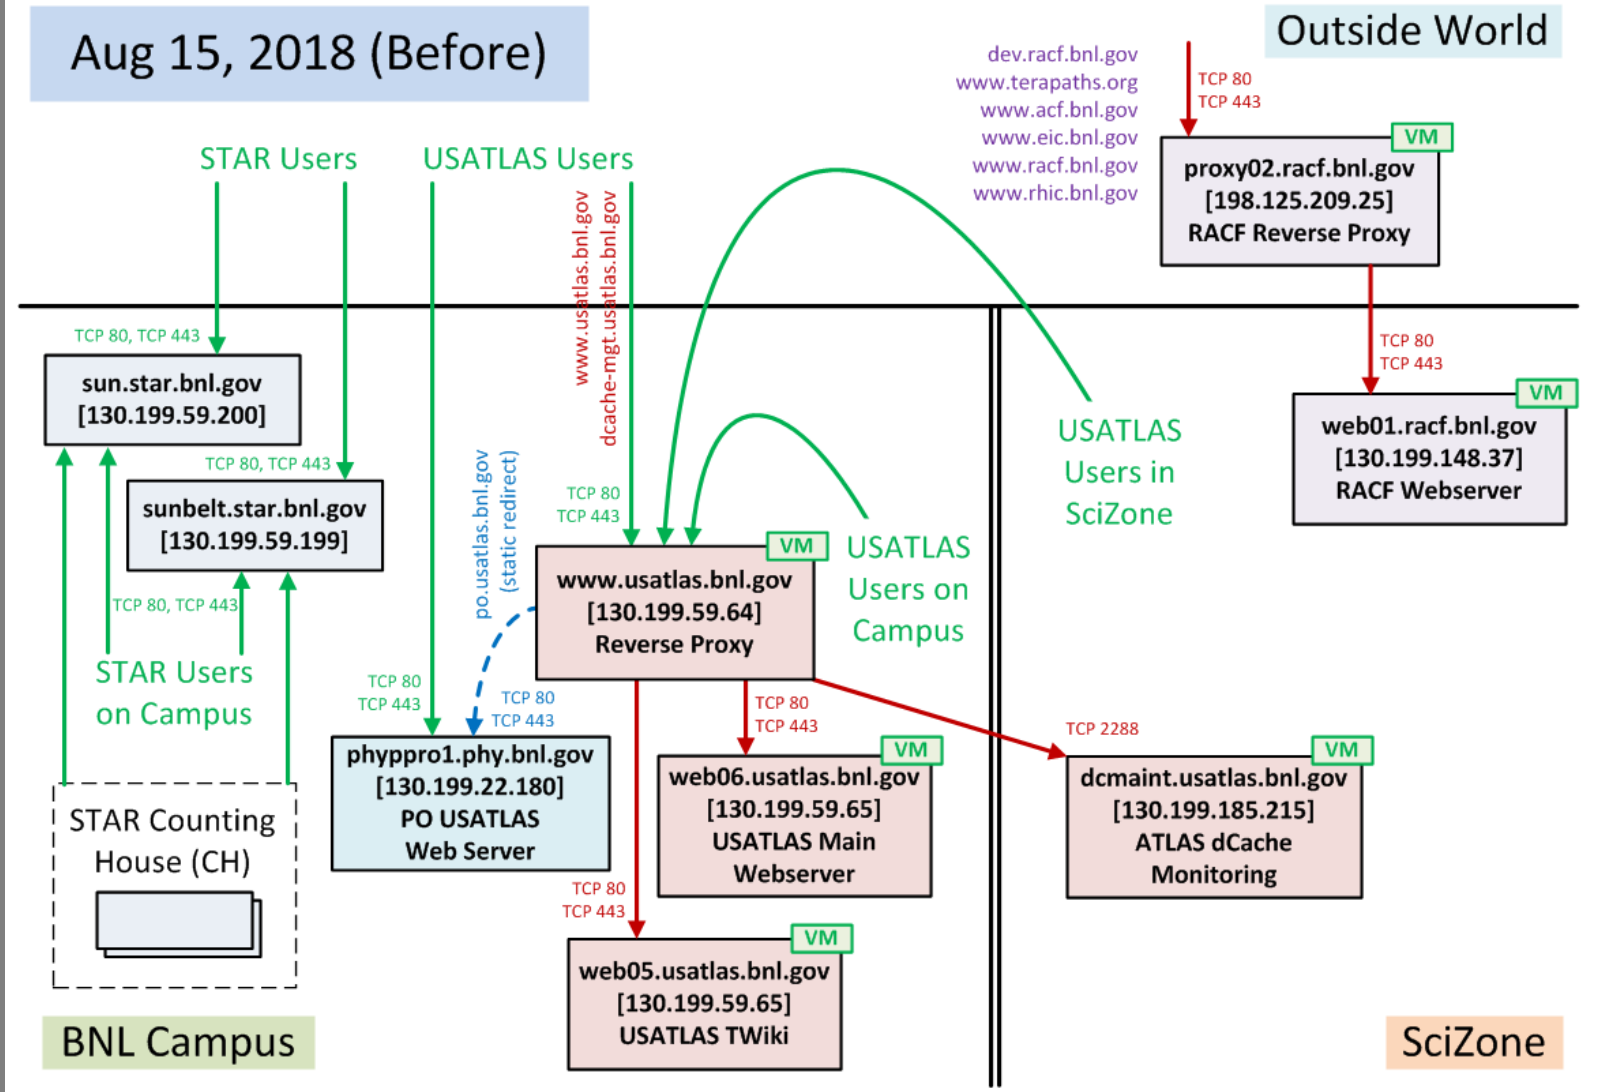 Aug 15, 2018 (Before)
Outside World
dev.racf.bnl.gov
www.terapaths.org
www.acf.bnl.gov
www.eic.bnl.gov
www.racf.bnl.gov
www.rhic.bnl.gov
TCP 80
TCP 443
VM
proxy02.racf.bnl.gov
[198.125.209.25]
RACF Reverse Proxy
STAR Users
USATLAS Users
www.usatlas.bnl.gov
dcache-mgt.usatlas.bnl.gov
TCP 80, TCP 443
sun.star.bnl.gov
[130.199.59.200]
TCP 80, TCP 443
sunbelt.star.bnl.gov
[130.199.59.199]
TCP 80, TCP 443
STAR Users
on Campus
STAR Counting
House (CH)
po.usatlas.bnl.gov
(static redirect)
TCP 80
TCP 443
VM
www.usatlas.bnl.gov
[130.199.59.64]
Reverse Proxy
USATLAS
Users on
Campus
USATLAS
Users in
SciZone
TCP 80
TCP 443
VM
web01.racf.bnl.gov
[130.199.148.37]
RACF Webserver
TCP 80
TCP 443
TCP 80
TCP 443
phyppro1.phy.bnl.gov
[130.199.22.180]
PO USATLAS
Web Server
TCP 80
TCP 443
VM
web06.usatlas.bnl.gov
[130.199.59.65]
USATLAS Main
Webserver
TCP 2288
VM
dcmaint.usatlas.bnl.gov
[130.199.185.215]
ATLAS dCache
Monitoring
TCP 80
TCP 443
VM
web05.usatlas.bnl.gov
[130.199.59.65]
USATLAS TWiki
BNL Campus
SciZone